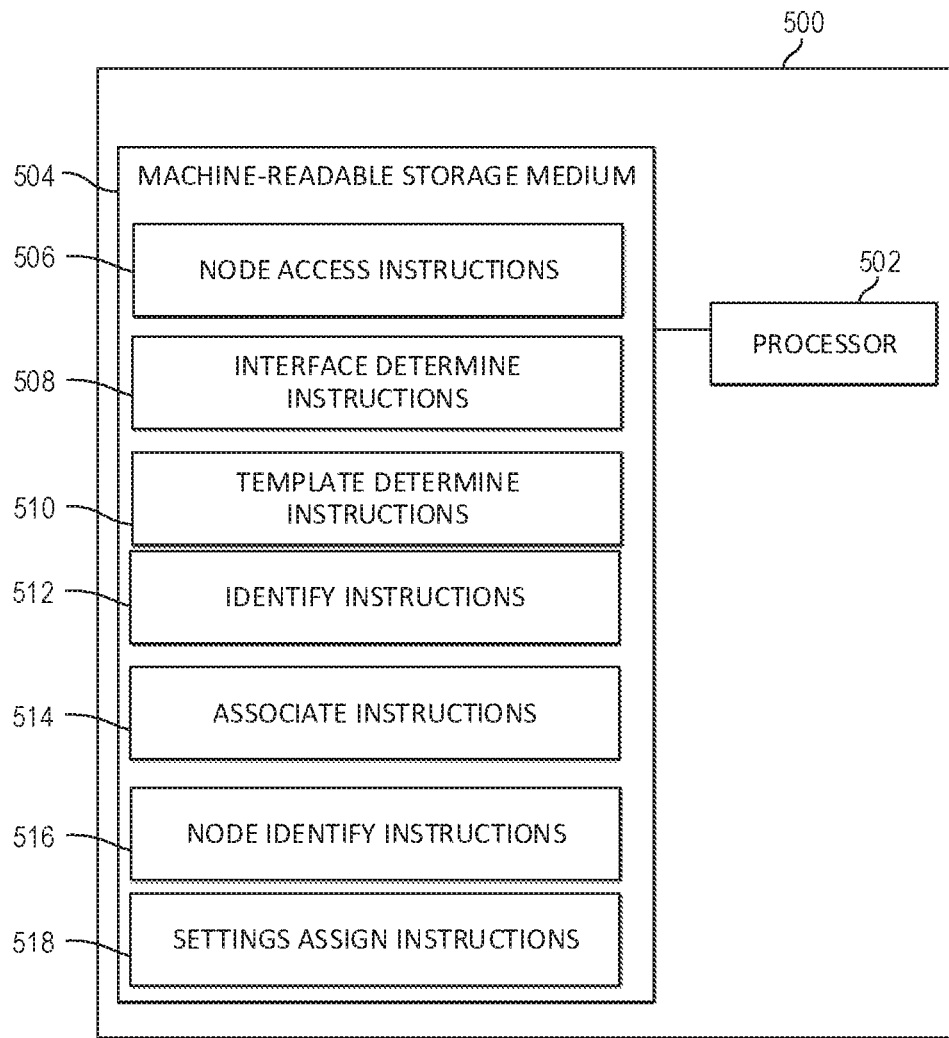 500
504
MACHINE-READABLE STORAGE MEDIUM
506
NODE ACCESS INSTRUCTIONS
502
PROCESSOR
508
INTERFACE DETERMINE
INSTRUCTIONS
510
TEMPLATE DETERMINE
INSTRUCTIONS
512
IDENTIFY INSTRUCTIONS
514
ASSOCIATE INSTRUCTIONS
516
NODE IDENTIFY INSTRUCTIONS
518
SETTINGS ASSIGN INSTRUCTIONS